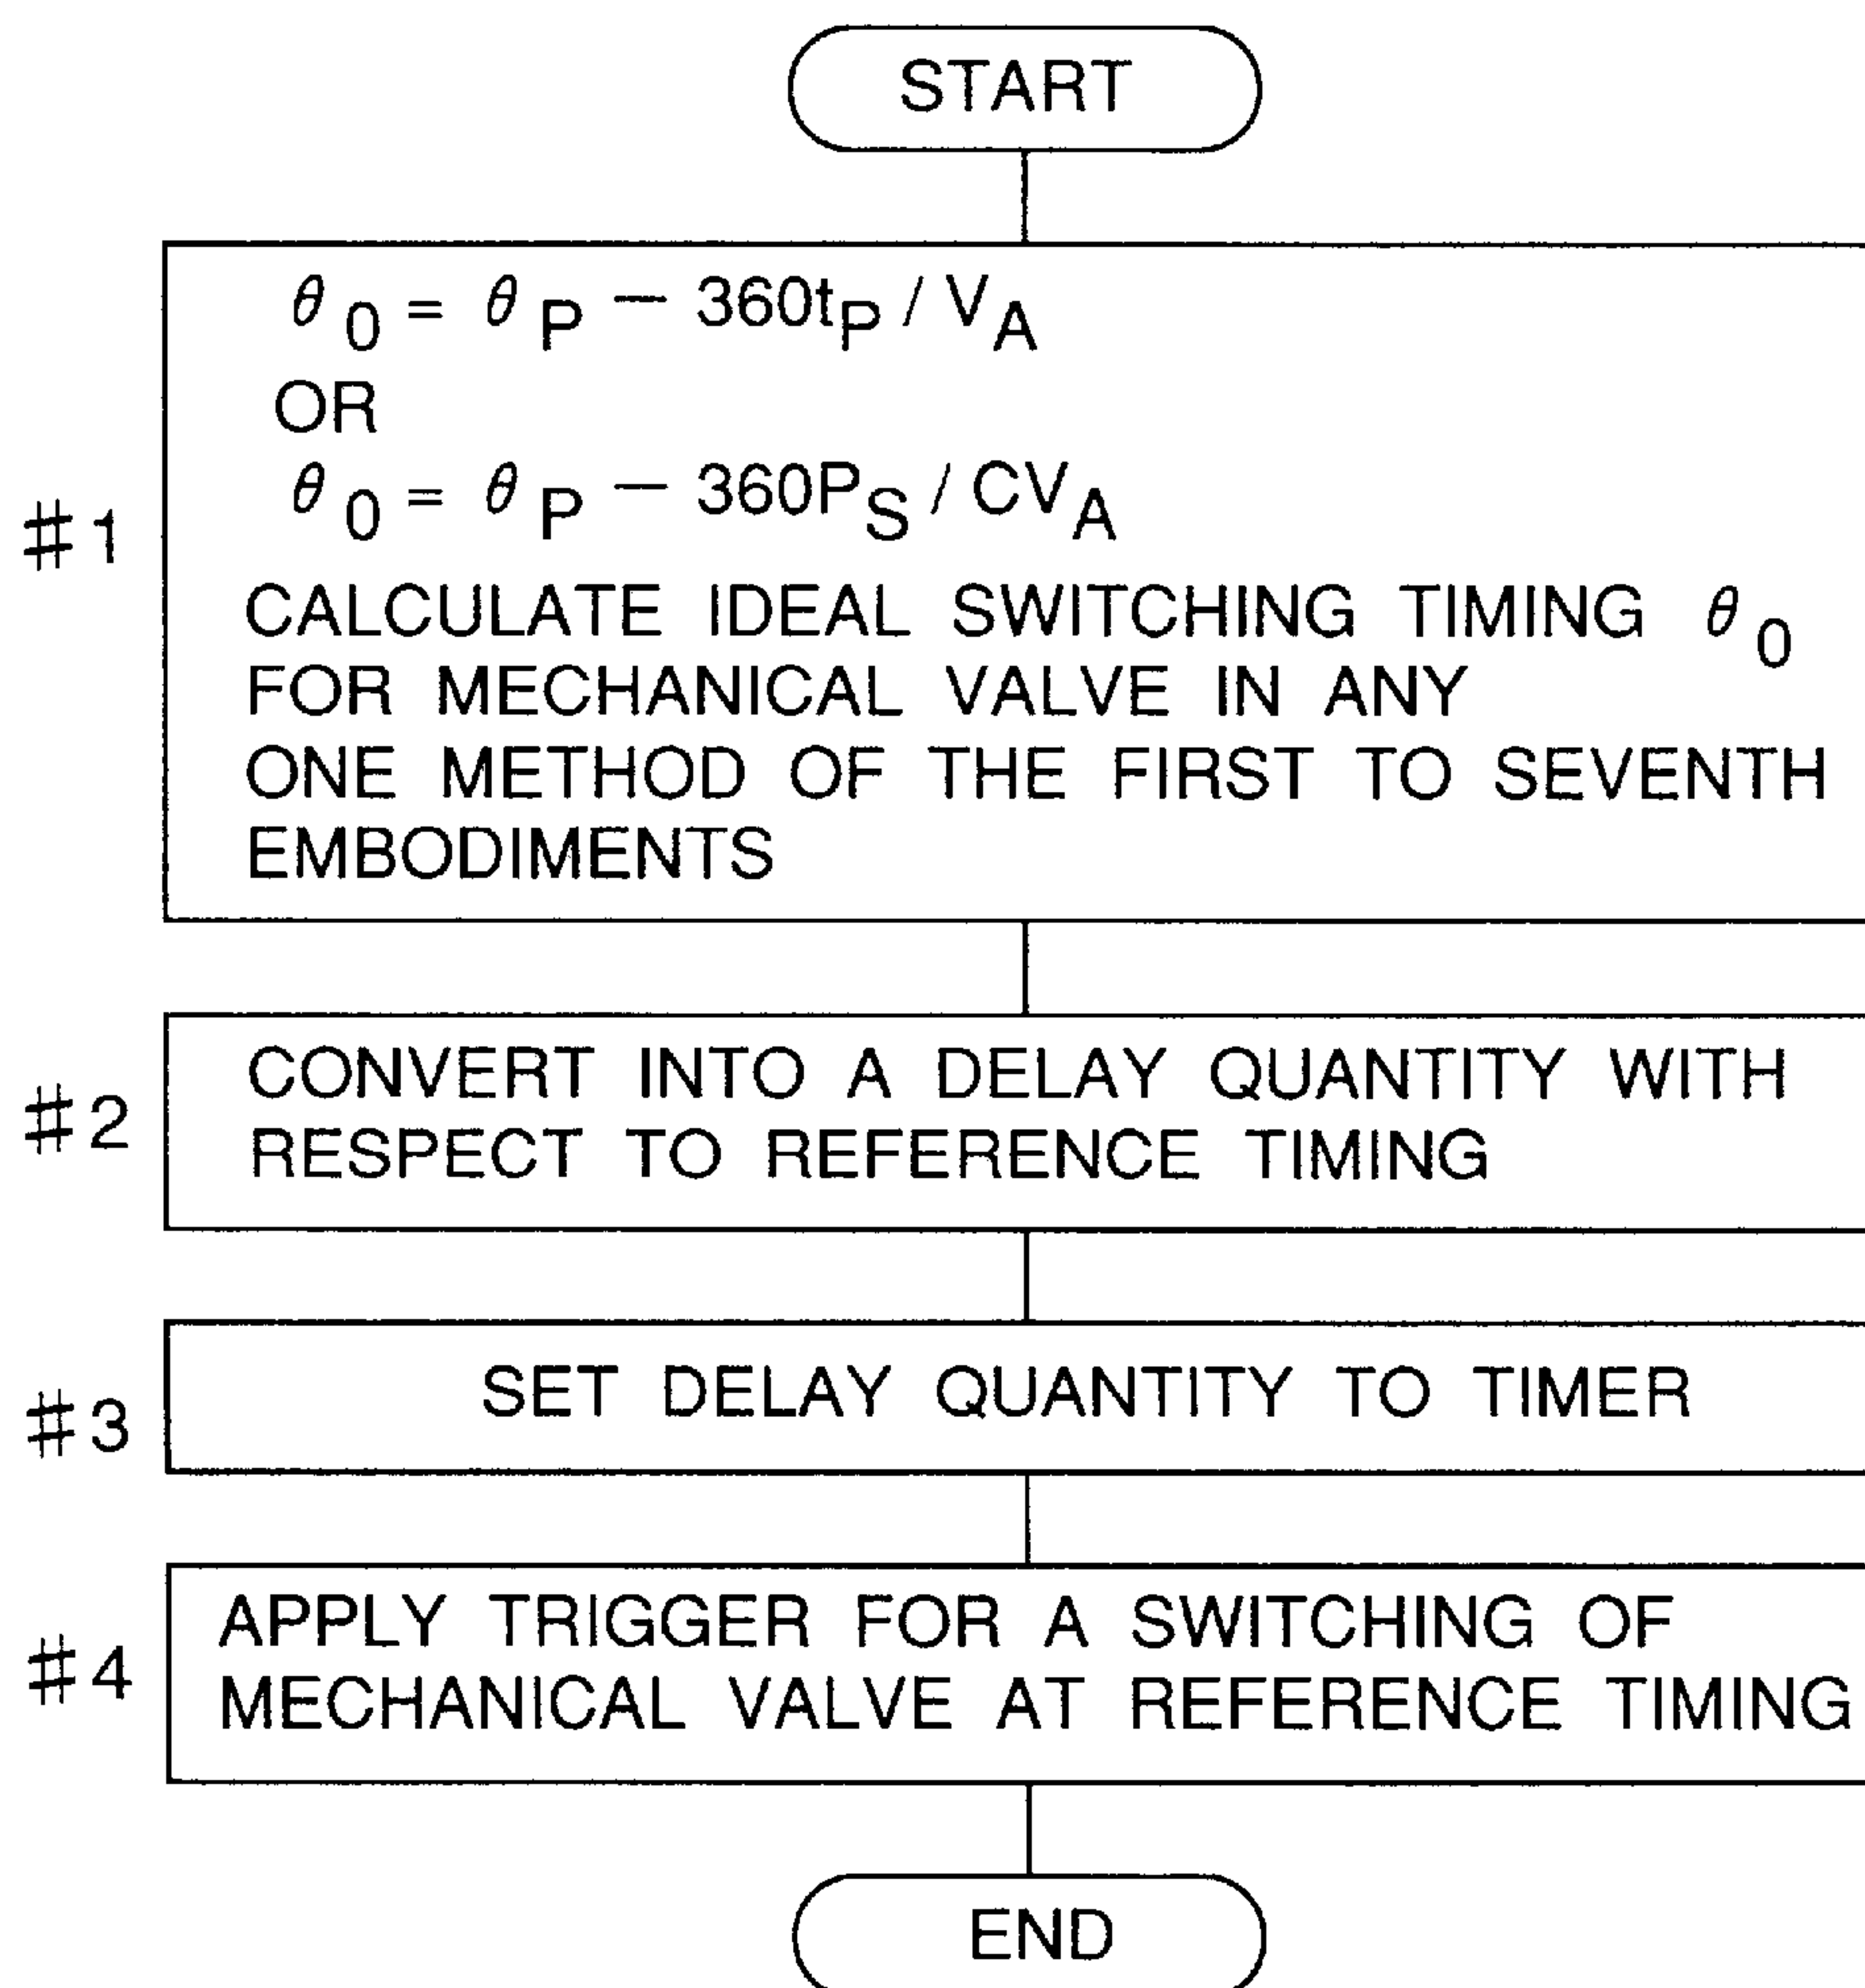 START
θ0 = θP − 360tP / VA
OR
θ0 = θP − 360PS / CVA
#1
CALCULATE IDEAL SWITCHING TIMING θ0
FOR MECHANICAL VALVE IN ANY
ONE METHOD OF THE FIRST TO SEVENTH
EMBODIMENTS
#2
CONVERT INTO A DELAY QUANTITY WITH
RESPECT TO REFERENCE TIMING
#3
SET DELAY QUANTITY TO TIMER
#4
APPLY TRIGGER FOR A SWITCHING OF
MECHANICAL VALVE AT REFERENCE TIMING
END